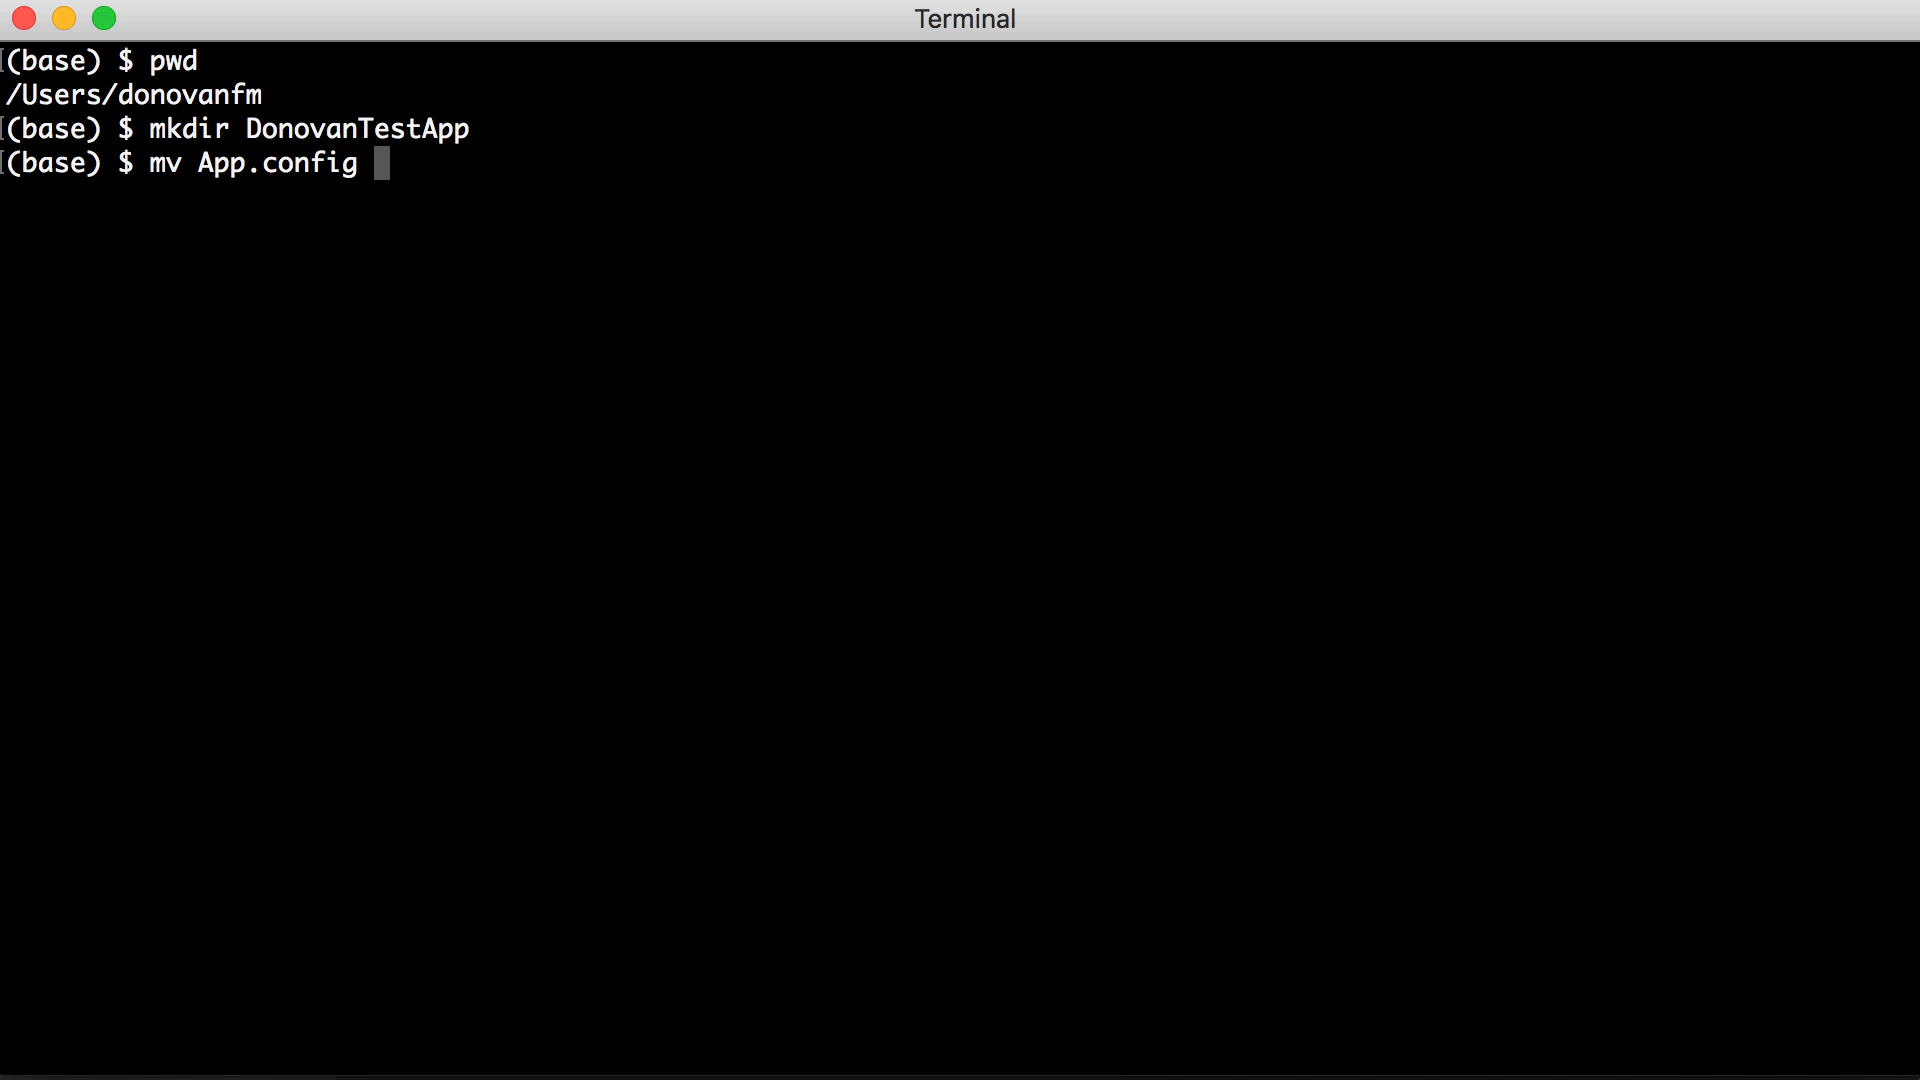 Terminal
(base) $ pwd
/Users/donovanfm
(base) $ mkdir DonovanTestApp
(base) $ mv App.config